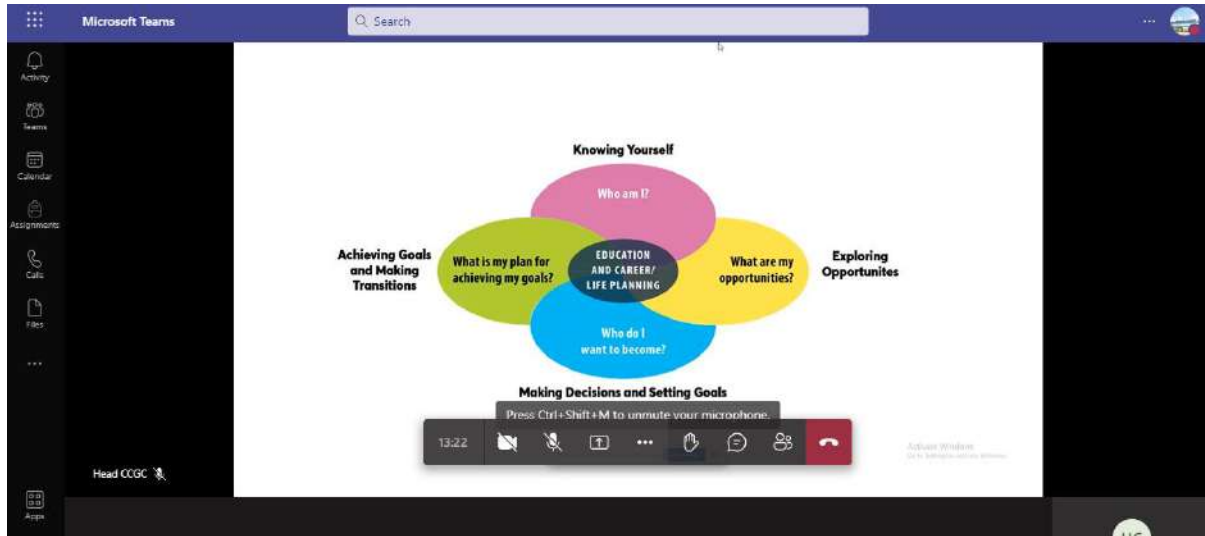 Microsoft Teams
Search
Activity
Teams
Calendar
Assignments
Calls
Files
Apps
Knowing Yourself
Who am I?
Achieving Goals
and Making
Transitions
What is my plan for
achieving my goals?
EDUCATION
AND CAREER/
LIFE PLANNING
What are my
opportunities?
Exploring
Opportunites
Who do I
want to become?
Making Decisions and Setting Goals
Press Ctrl+Shift+M to unmute your microphone.
13:22
Activate Windows
Head CCGC